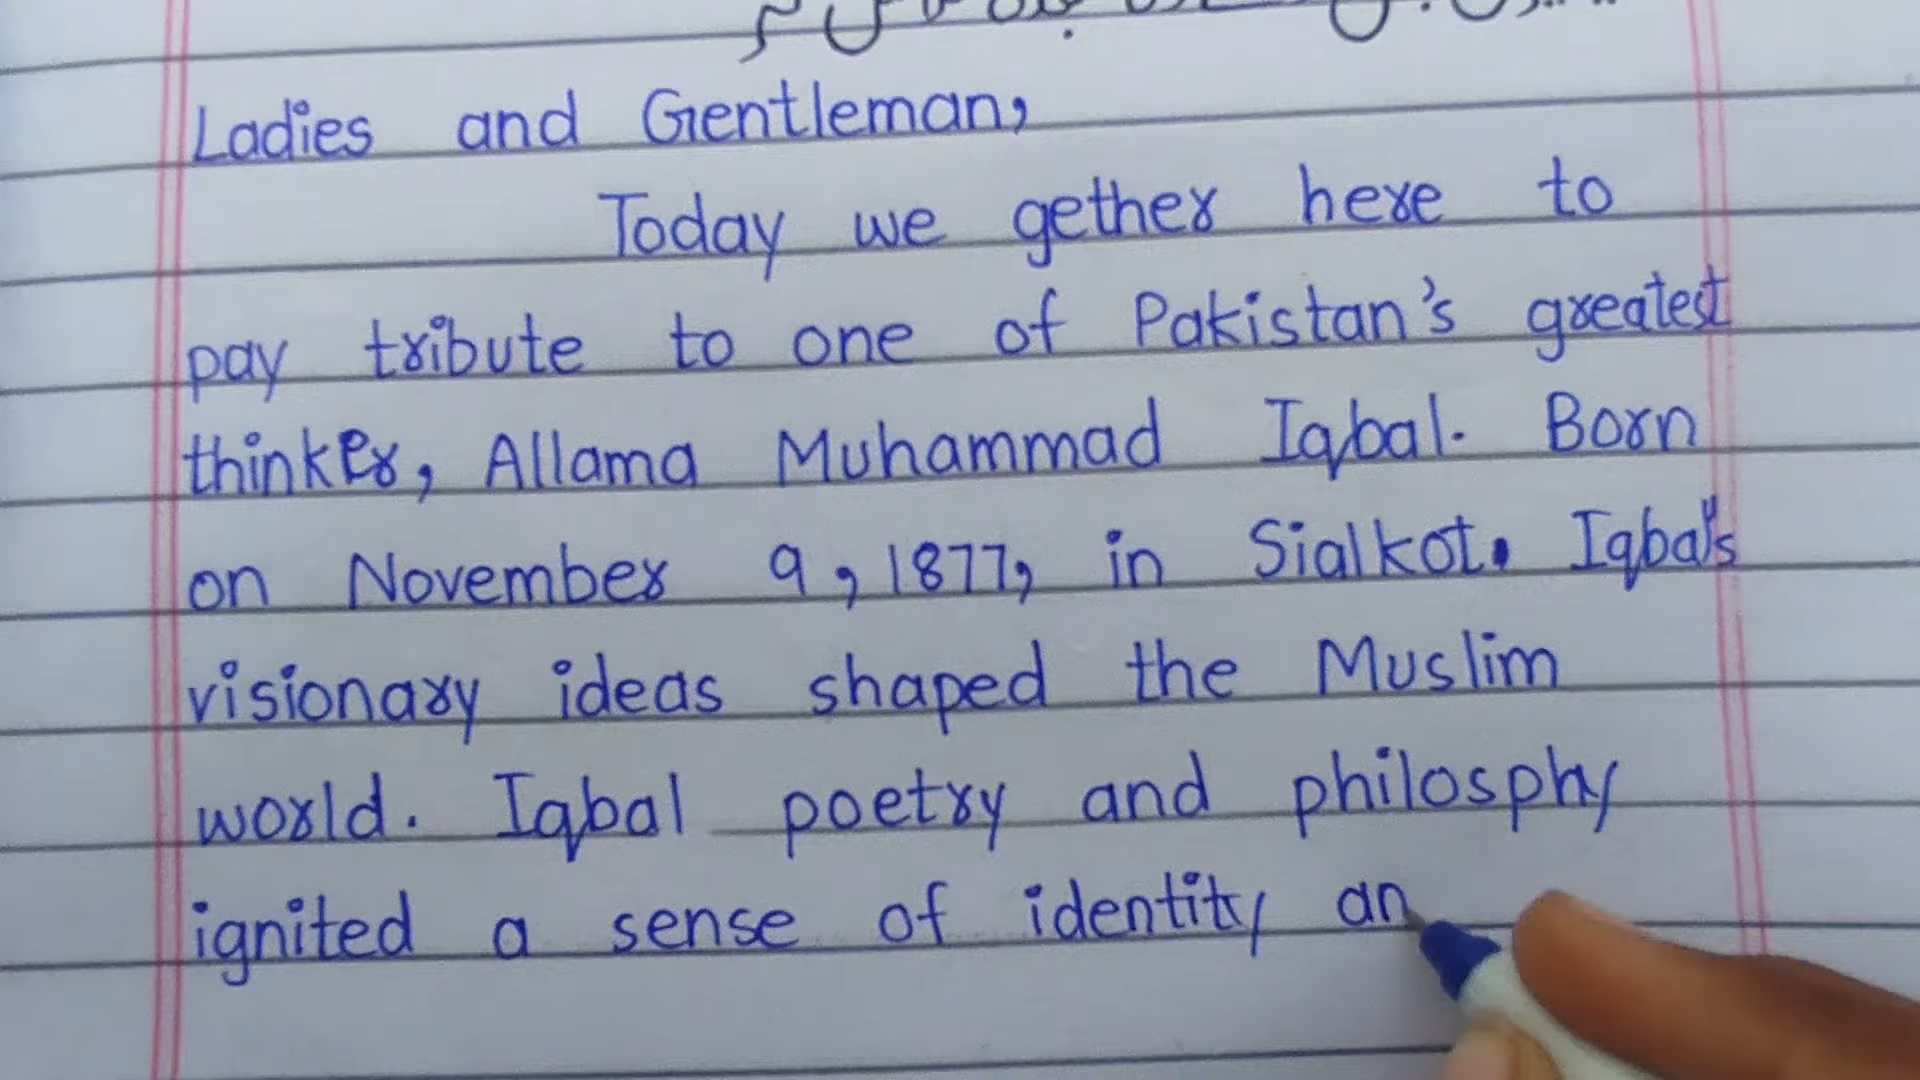 Ladies and Gentleman,
Today we gether here to
pay tribute to one of Pakistan's greatest
thinker, Allama Muhammad Iqbal. Born
on November 9, 1877, in Sialkot. Iqbal's
visionary ideas shaped the Muslim
world. Iqbal poetry and philosphy
ignited a sense of identity an